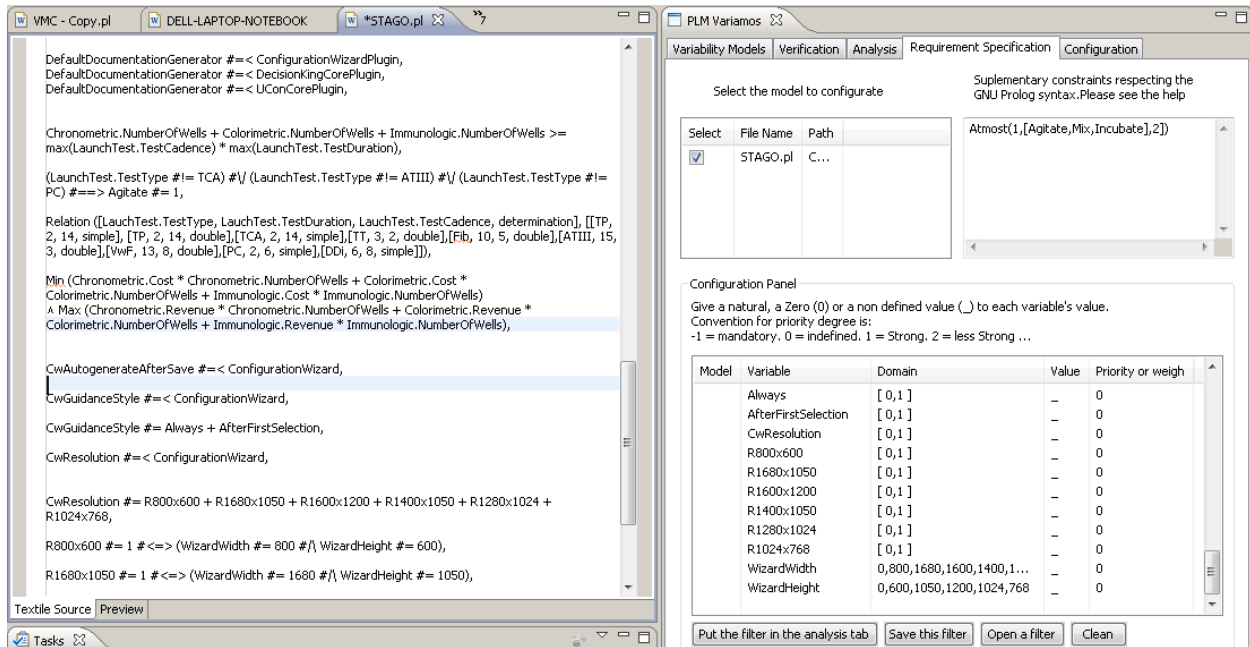 VMC - Copy.pl
DELL-LAPTOP-NOTEBOOK
*STAGO.pl
»7
DefaultDocumentationGenerator #=< ConfigurationWizardPlugin,
DefaultDocumentationGenerator #=< DecisionKingCorePlugin,
DefaultDocumentationGenerator #=< UConCorePlugin,
Chronometric.NumberOfWells + Colorimetric.NumberOfWells + Immunologic.NumberOfWells >=
max(LaunchTest.TestCadence) * max(LaunchTest.TestDuration),
(LaunchTest.TestType #!= TCA) #\/ (LaunchTest.TestType #!= ATIII) #\/ (LaunchTest.TestType #!=
PC) #==> Agitate #= 1,
Relation ([LauchTest.TestType, LauchTest.TestDuration, LauchTest.TestCadence, determination], [[TP,
2, 14, simple], [TP, 2, 14, double],[TCA, 2, 14, simple],[TT, 3, 2, double],[Fib, 10, 5, double],[ATIII, 15,
3, double],[VwF, 13, 8, double],[PC, 2, 6, simple],[DDi, 6, 8, simple]]),
Min (Chronometric.Cost * Chronometric.NumberOfWells + Colorimetric.Cost *
Colorimetric.NumberOfWells + Immunologic.Cost * Immunologic.NumberOfWells)
∧ Max (Chronometric.Revenue * Chronometric.NumberOfWells + Colorimetric.Revenue *
Colorimetric.NumberOfWells + Immunologic.Revenue * Immunologic.NumberOfWells),
CwAutogenerateAfterSave #=< ConfigurationWizard,
CwGuidanceStyle #=< ConfigurationWizard,
CwGuidanceStyle #= Always + AfterFirstSelection,
CwResolution #=< ConfigurationWizard,
CwResolution #= R800x600 + R1680x1050 + R1600x1200 + R1400x1050 + R1280x1024 +
R1024x768,
R800x600 #= 1 #<=> (WizardWidth #= 800 #/\ WizardHeight #= 600),
R1680x1050 #= 1 #<=> (WizardWidth #= 1680 #/\ WizardHeight #= 1050),
Textile Source Preview
Tasks
PLM Variamos
Variability Models Verification Analysis Requirement Specification Configuration
Select the model to configurate
Suplementary constraints respecting the
GNU Prolog syntax.Please see the help
Select File Name Path
STAGO.pl C...
Atmost(1,[Agitate,Mix,Incubate],2])
Configuration Panel
Give a natural, a Zero (0) or a non defined value (_) to each variable's value.
Convention for priority degree is:
-1 = mandatory. 0 = indefined. 1 = Strong. 2 = less Strong ...
Model Variable Domain Value Priority or weigh
Always [ 0,1 ] _ 0
AfterFirstSelection [ 0,1 ] _ 0
CwResolution [ 0,1 ] _ 0
R800x600 [ 0,1 ] _ 0
R1680x1050 [ 0,1 ] _ 0
R1600x1200 [ 0,1 ] _ 0
R1400x1050 [ 0,1 ] _ 0
R1280x1024 [ 0,1 ] _ 0
R1024x768 [ 0,1 ] _ 0
WizardWidth 0,800,1680,1600,1400,1... _ 0
WizardHeight 0,600,1050,1200,1024,768 _ 0
Put the filter in the analysis tab Save this filter Open a filter Clean